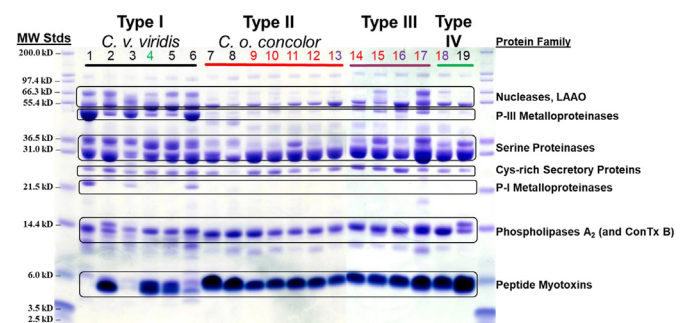 Type I
Type II
Type III
Type IV
MW Stds
C. v. viridis
C. o. concolor
Protein Family
200.0 kD
1 2 3 4 5 6 7 8 9 10 11 12 13 14 15 16 17 18 19
97.4 kD
66.3 kD
55.4 kD
Nucleases, LAAO
P-III Metalloproteinases
36.5 kD
31.0 kD
Serine Proteinases
Cys-rich Secretory Proteins
21.5 kD
P-I Metalloproteinases
14.4 kD
Phospholipases A2 (and ConTx B)
6.0 kD
Peptide Myotoxins
3.5 kD
2.5 kD